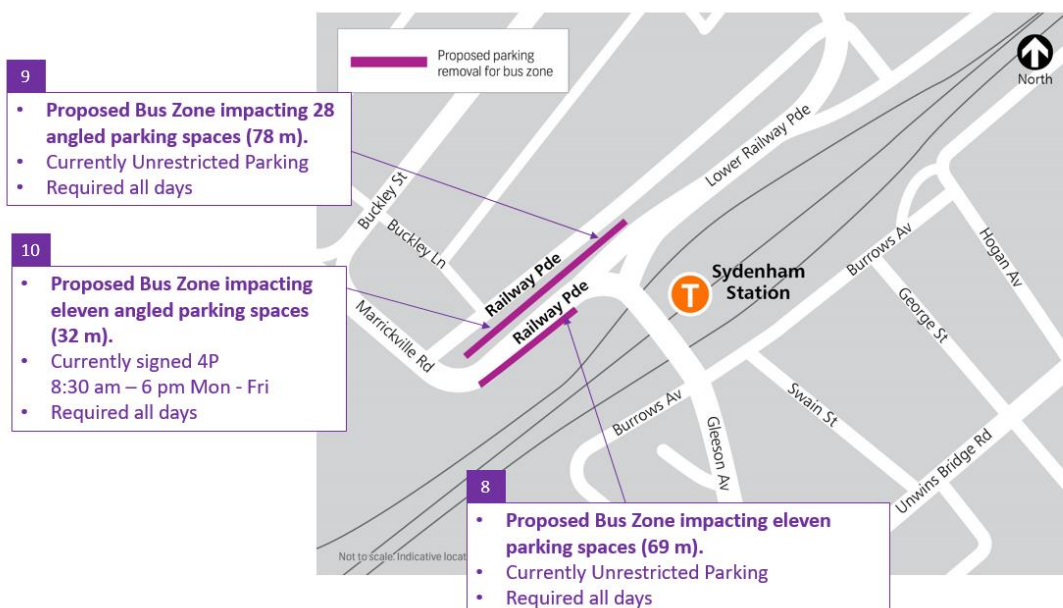 Proposed parking
removal for bus zone
North
9
• Proposed Bus Zone impacting 28
angled parking spaces (78 m).
• Currently Unrestricted Parking
• Required all days
10
• Proposed Bus Zone impacting
eleven angled parking spaces
(32 m).
• Currently signed 4P
8:30 am – 6 pm Mon - Fri
• Required all days
Buckley St
Buckley Ln
Marrickville Rd
Railway Pde
Railway Pde
Lower Railway Pde
T
Sydenham
Station
Burrows Av
Hogan Av
George St
Swain St
Burrows Av
Gleeson Av
Unwins Bridge Rd
8
• Proposed Bus Zone impacting eleven
parking spaces (69 m).
• Currently Unrestricted Parking
• Required all days
Not to scale. Indicative